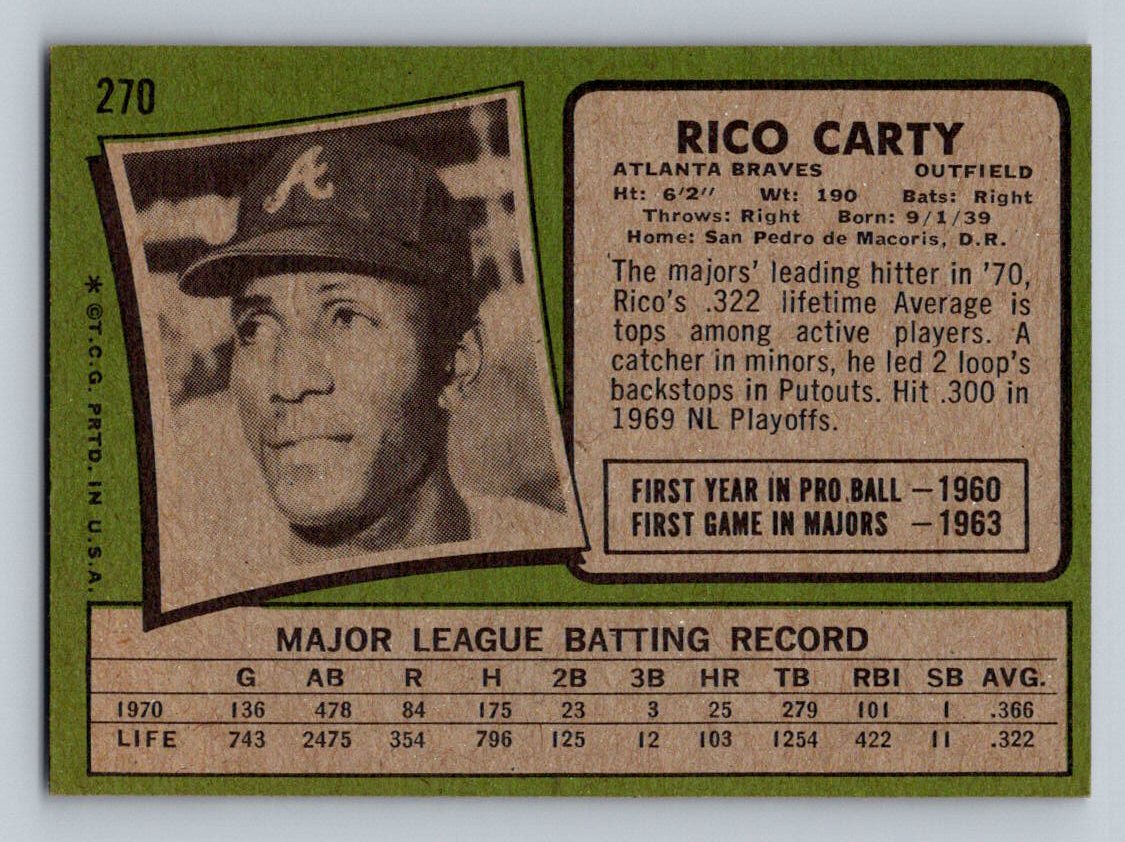 270
A
RICO CARTY
ATLANTA BRAVES OUTFIELD
Ht: 6'2" Wt: 190 Bats: Right
Throws: Right Born: 9/1/39
Home: San Pedro de Macoris, D.R.
The majors' leading hitter in '70,
Rico's .322 lifetime Average is
tops among active players. A
catcher in minors, he led 2 loop's
backstops in Putouts. Hit .300 in
1969 NL Playoffs.
FIRST YEAR IN PRO BALL — 1960
FIRST GAME IN MAJORS — 1963
*©T.C.G. PRTD. IN U.S.A.
MAJOR LEAGUE BATTING RECORD
G AB R H 2B 3B HR TB RBI SB AVG.
1970 136 478 84 175 23 3 25 279 101 1 .366
LIFE 743 2475 354 796 125 12 103 1254 422 11 .322